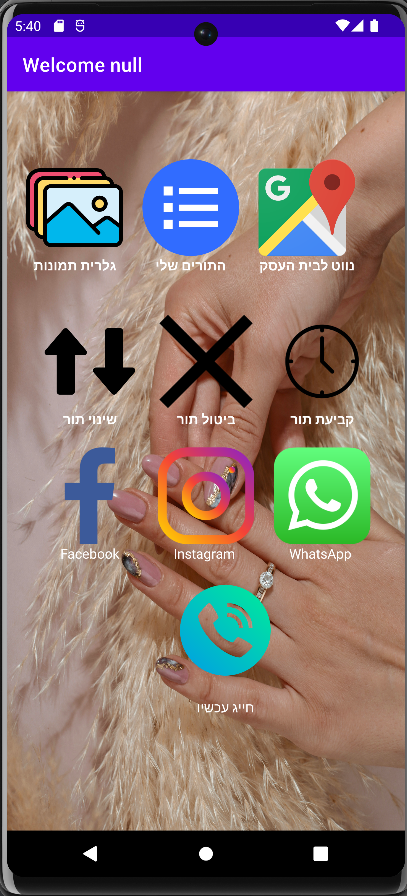 5:40
Welcome null
נווט לבית העסק
התורים שלי
גלרית תמונות
קביעת תור
ביטול תור
שינוי תור
Facebook
Instagram
WhatsApp
חייג עכשיו